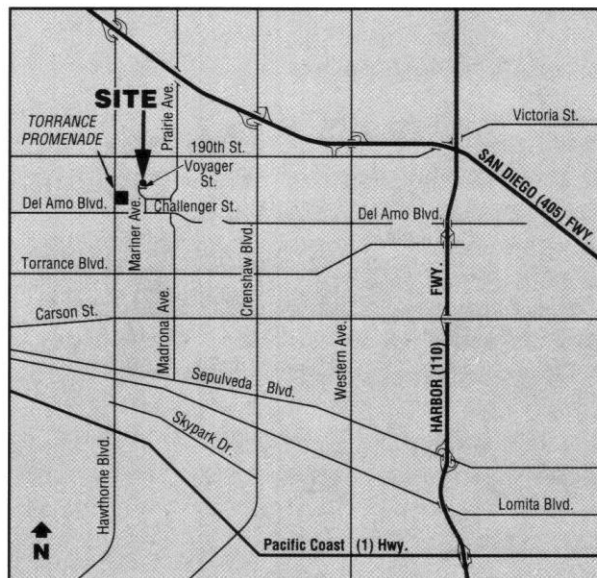 SITE
TORRANCE
PROMENADE
Prairie Ave.
Victoria St.
190th St.
Voyager
St.
SAN DIEGO (405) FWY.
Del Amo Blvd.
Mariner Ave.
Challenger St.
Del Amo Blvd.
Torrance Blvd.
Crenshaw Blvd.
FWY.
Carson St.
Madrona Ave.
Western Ave.
HARBOR (110)
Sepulveda Blvd.
Skypark Dr.
Hawthorne Blvd.
Lomita Blvd.
N
Pacific Coast (1) Hwy.